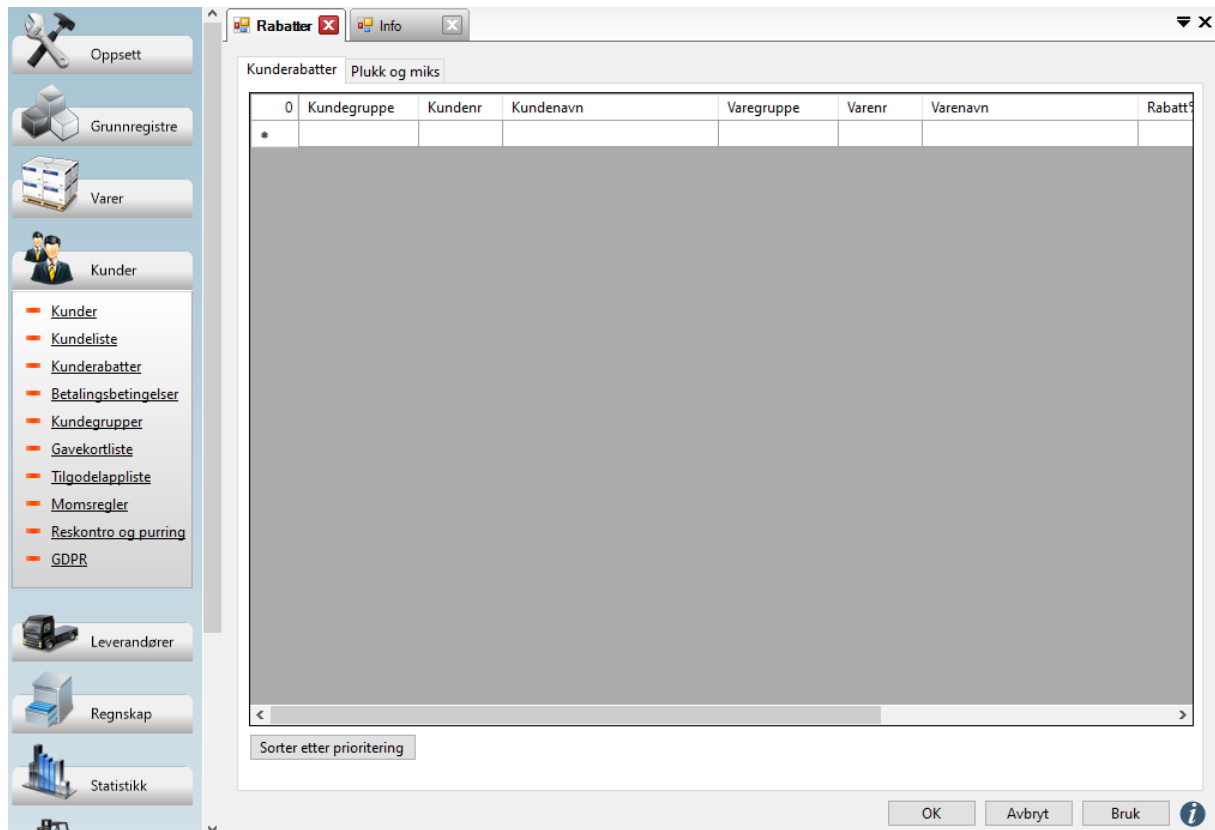 Oppsett
Grunnregistre
Varer
Kunder
Kunder
Kundeliste
Kunderabatter
Betalingsbetingelser
Kundegrupper
Gavekortliste
Tilgodelappliste
Momsregler
Reskontro og purring
GDPR
Leverandører
Regnskap
Statistikk
Rabatter Info
Kunderabatter Plukk og miks
0 Kundegruppe Kundenr Kundenavn Varegruppe Varenr Varenavn Rabatt%
*
Sorter etter prioritering
OK Avbryt Bruk i